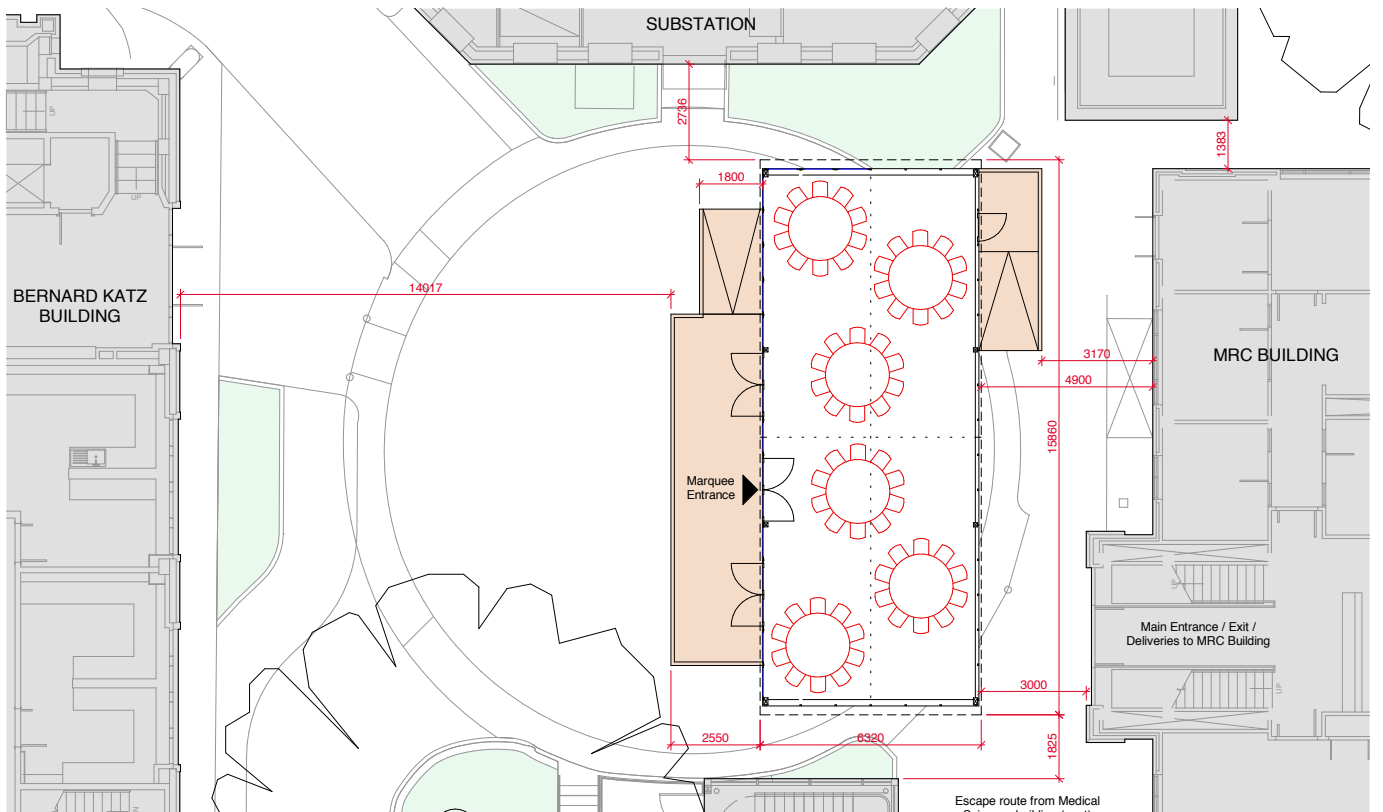 SUBSTATION
2736
1383
1800
UP
UP
14017
BERNARD KATZ
BUILDING
3170
MRC BUILDING
4900
15860
Marquee
Entrance
UP
Main Entrance / Exit /
Deliveries to MRC Building
UP
3000
2550
6320
1825
Escape route from Medical